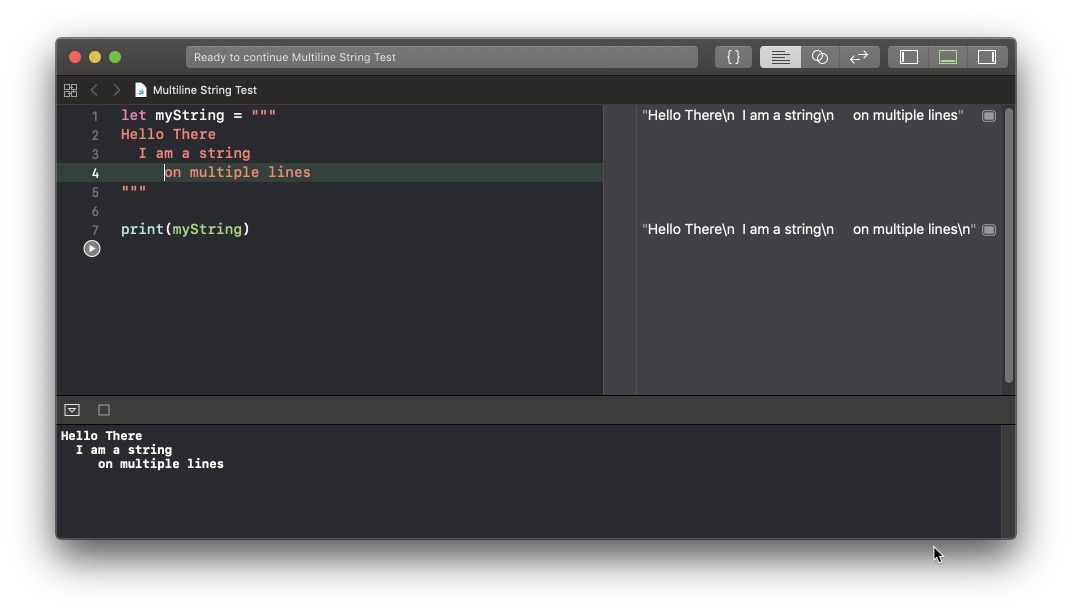 Ready to continue Multiline String Test
{ }
Multiline String Test
1 let myString = """
2 Hello There
3   I am a string
4      on multiple lines
5 """
6
7 print(myString)
"Hello There\n  I am a string\n     on multiple lines"
"Hello There\n  I am a string\n     on multiple lines\n"
Hello There
  I am a string
     on multiple lines